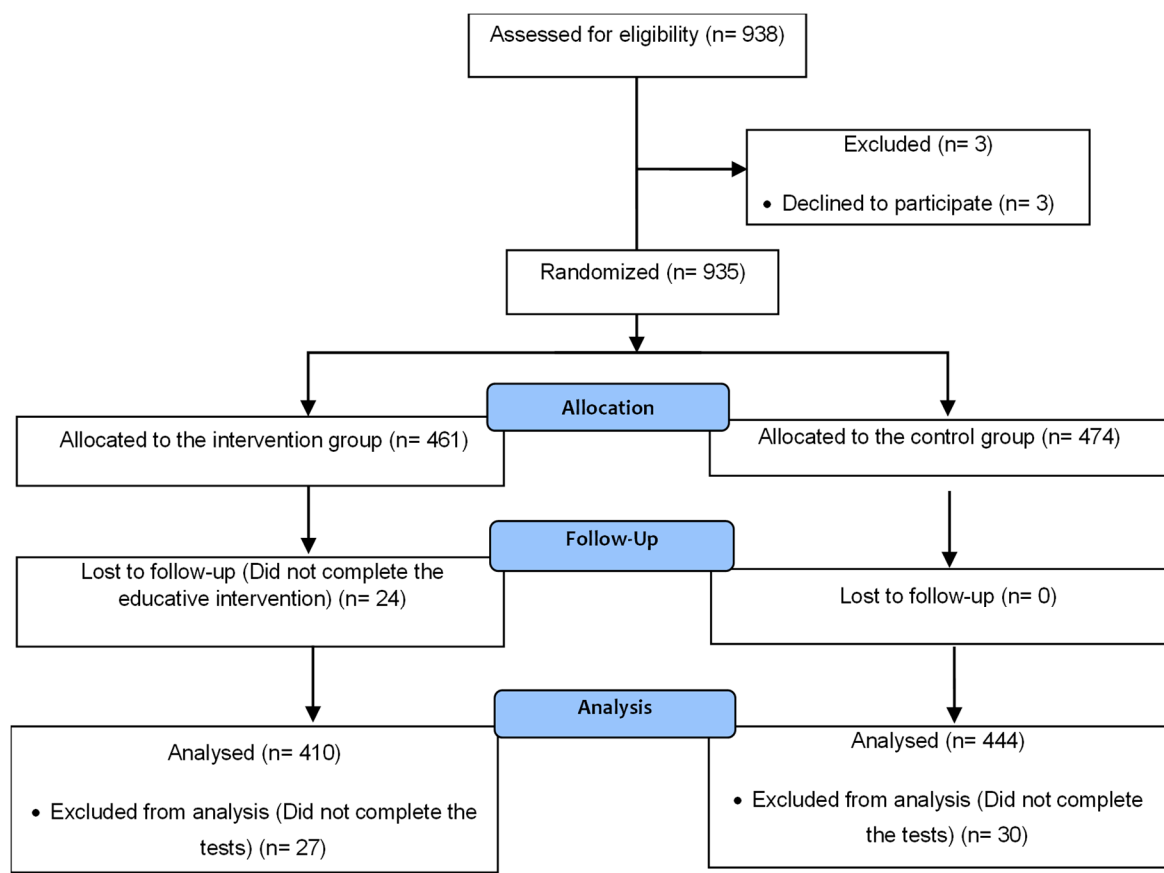 Assessed for eligibility (n= 938)
Excluded (n= 3)
• Declined to participate (n= 3)
Randomized (n= 935)
Allocation
Allocated to the intervention group (n= 461)
Allocated to the control group (n= 474)
Follow-Up
Lost to follow-up (Did not complete the
educative intervention) (n= 24)
Lost to follow-up (n= 0)
Analysis
Analysed (n= 410)
• Excluded from analysis (Did not complete the
tests) (n= 27)
Analysed (n= 444)
• Excluded from analysis (Did not complete
the tests) (n= 30)